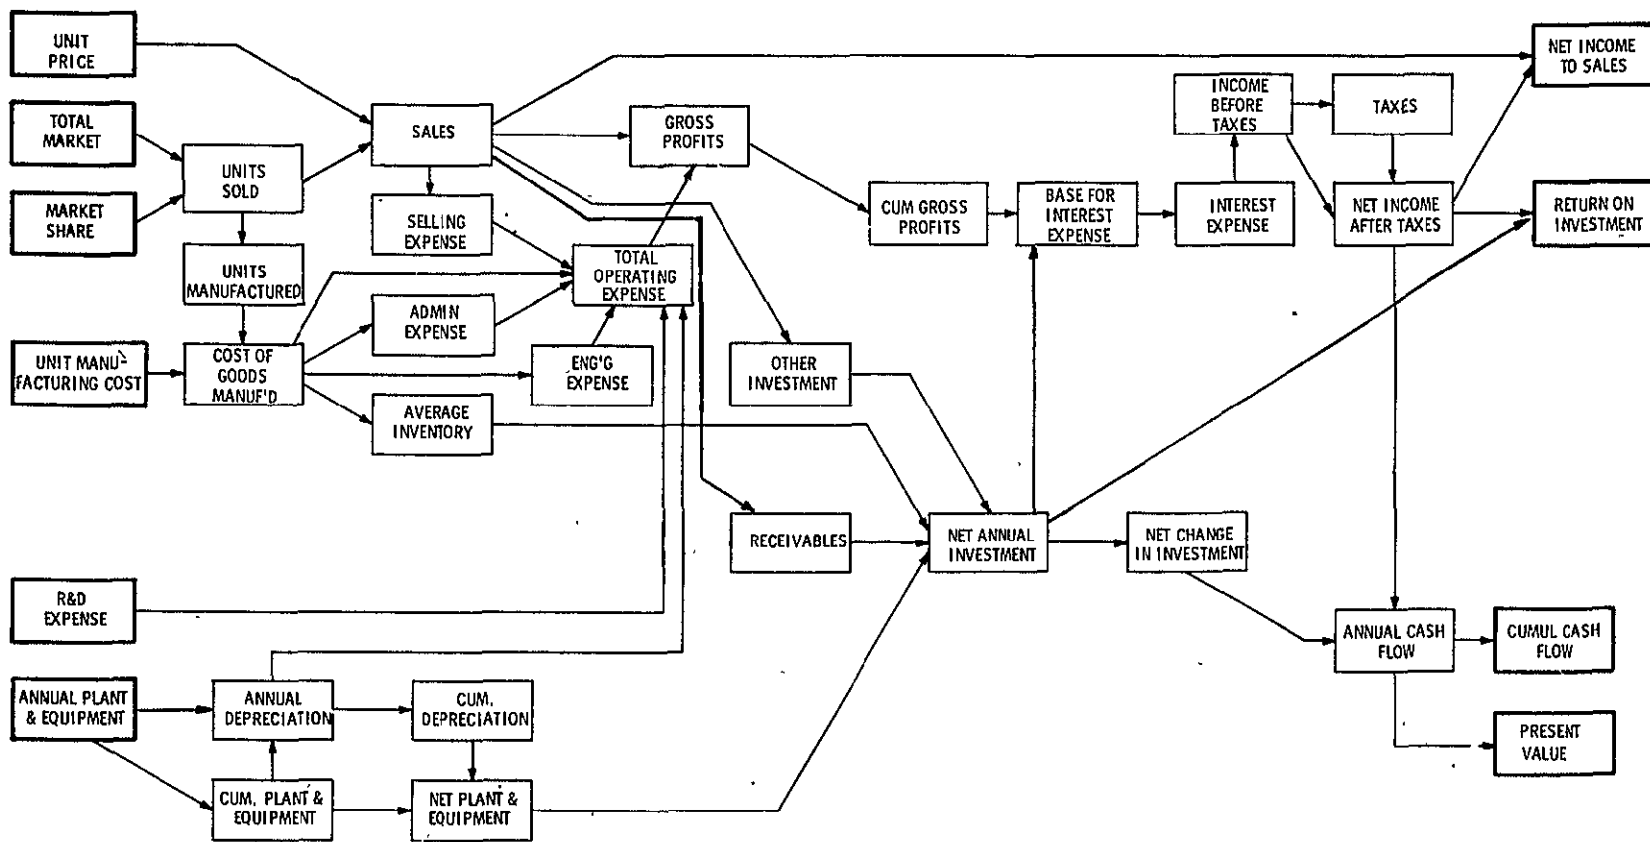 UNIT
PRICE
TOTAL
MARKET
MARKET
SHARE
UNITS
SOLD
UNITS
MANUFACTURED
UNIT MANU-
FACTURING COST
COST OF
GOODS
MANUF'D
SALES
SELLING
EXPENSE
ADMIN
EXPENSE
AVERAGE
INVENTORY
ENG'G
EXPENSE
TOTAL
OPERATING
EXPENSE
GROSS
PROFITS
OTHER
INVESTMENT
RECEIVABLES
CUM GROSS
PROFITS
BASE FOR
INTEREST
EXPENSE
INTEREST
EXPENSE
INCOME
BEFORE
TAXES
TAXES
NET INCOME
AFTER TAXES
NET INCOME
TO SALES
RETURN ON
INVESTMENT
NET ANNUAL
INVESTMENT
NET CHANGE
IN INVESTMENT
R&D
EXPENSE
ANNUAL PLANT
& EQUIPMENT
ANNUAL
DEPRECIATION
CUM.
DEPRECIATION
CUM. PLANT &
EQUIPMENT
NET PLANT &
EQUIPMENT
ANNUAL CASH
FLOW
CUMUL CASH
FLOW
PRESENT
VALUE